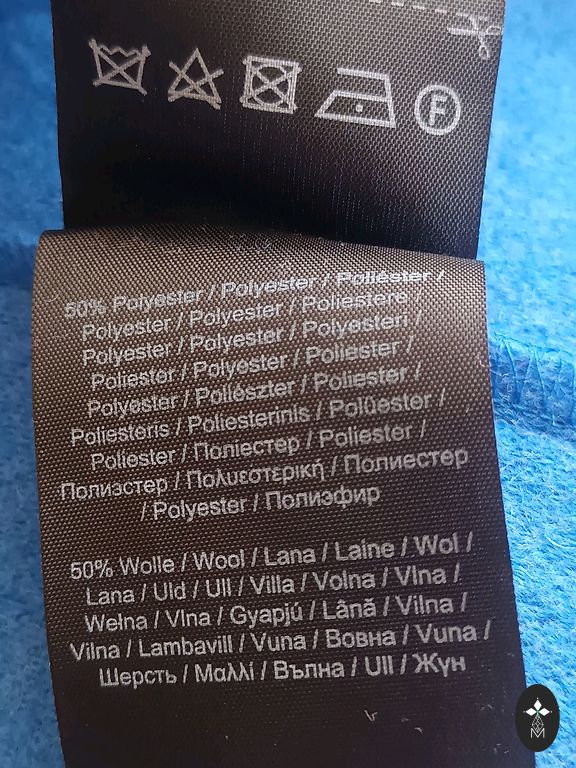 F
50% Polyester / Polyester / Poliéster /
Polyester / Polyester / Poliestere /
Polyester / Polyester / Polyesteri /
Poliester / Polyester / Poliester /
Polyester / Poliészter / Poliester /
Poliesteris / Poliesterinis / Polüester /
Poliester / Поліестер / Poliester /
Полиэстер / Πολυεστερική / Полиестер
/ Polyester / Полиэфир
50% Wolle / Wool / Lana / Laine / Wol /
Lana / Uld / Ull / Villa / Volna / Vlna /
Wełna / Vlna / Gyapjú / Lână / Vilna /
Vilna / Lambavill / Vuna / Вовна / Vuna /
Шерсть / Μαλλί / Вълна / Ull / Жүн
M